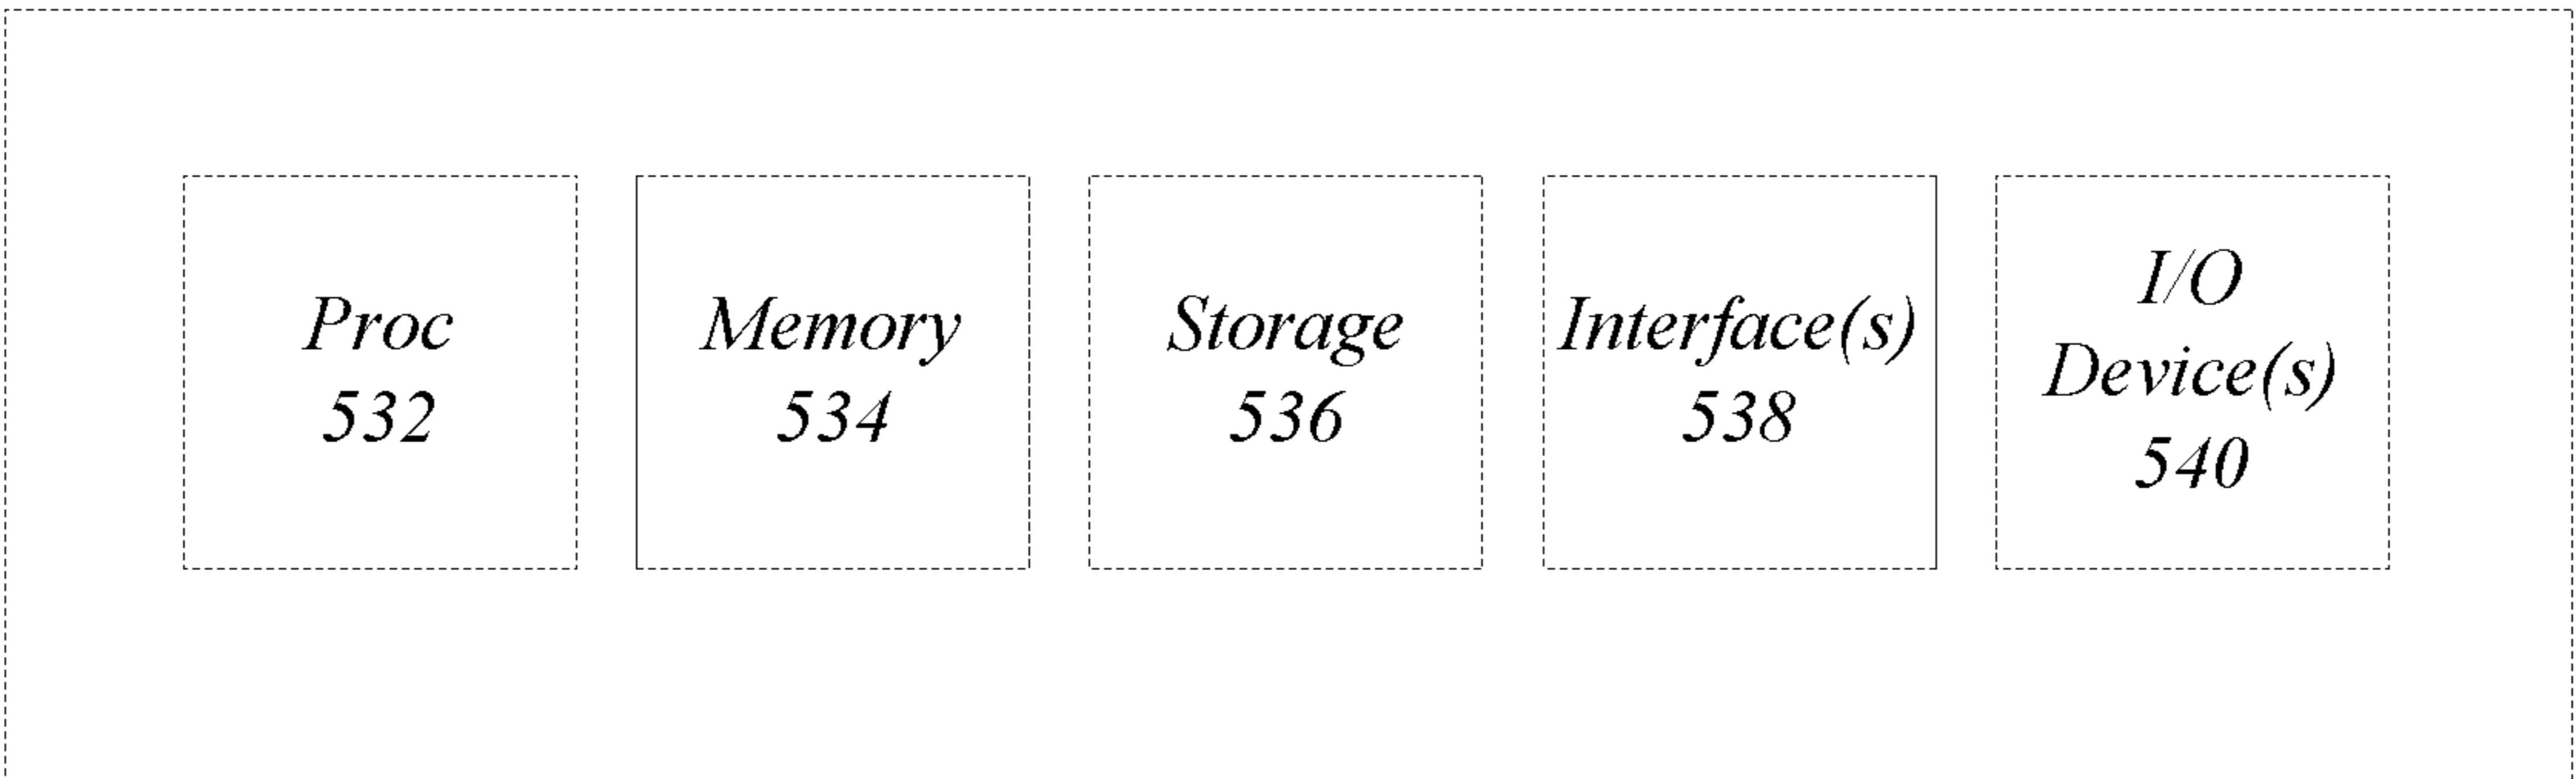 Proc
532
Memory
534
Storage
536
Interface(s)
538
I/O
Device(s)
540